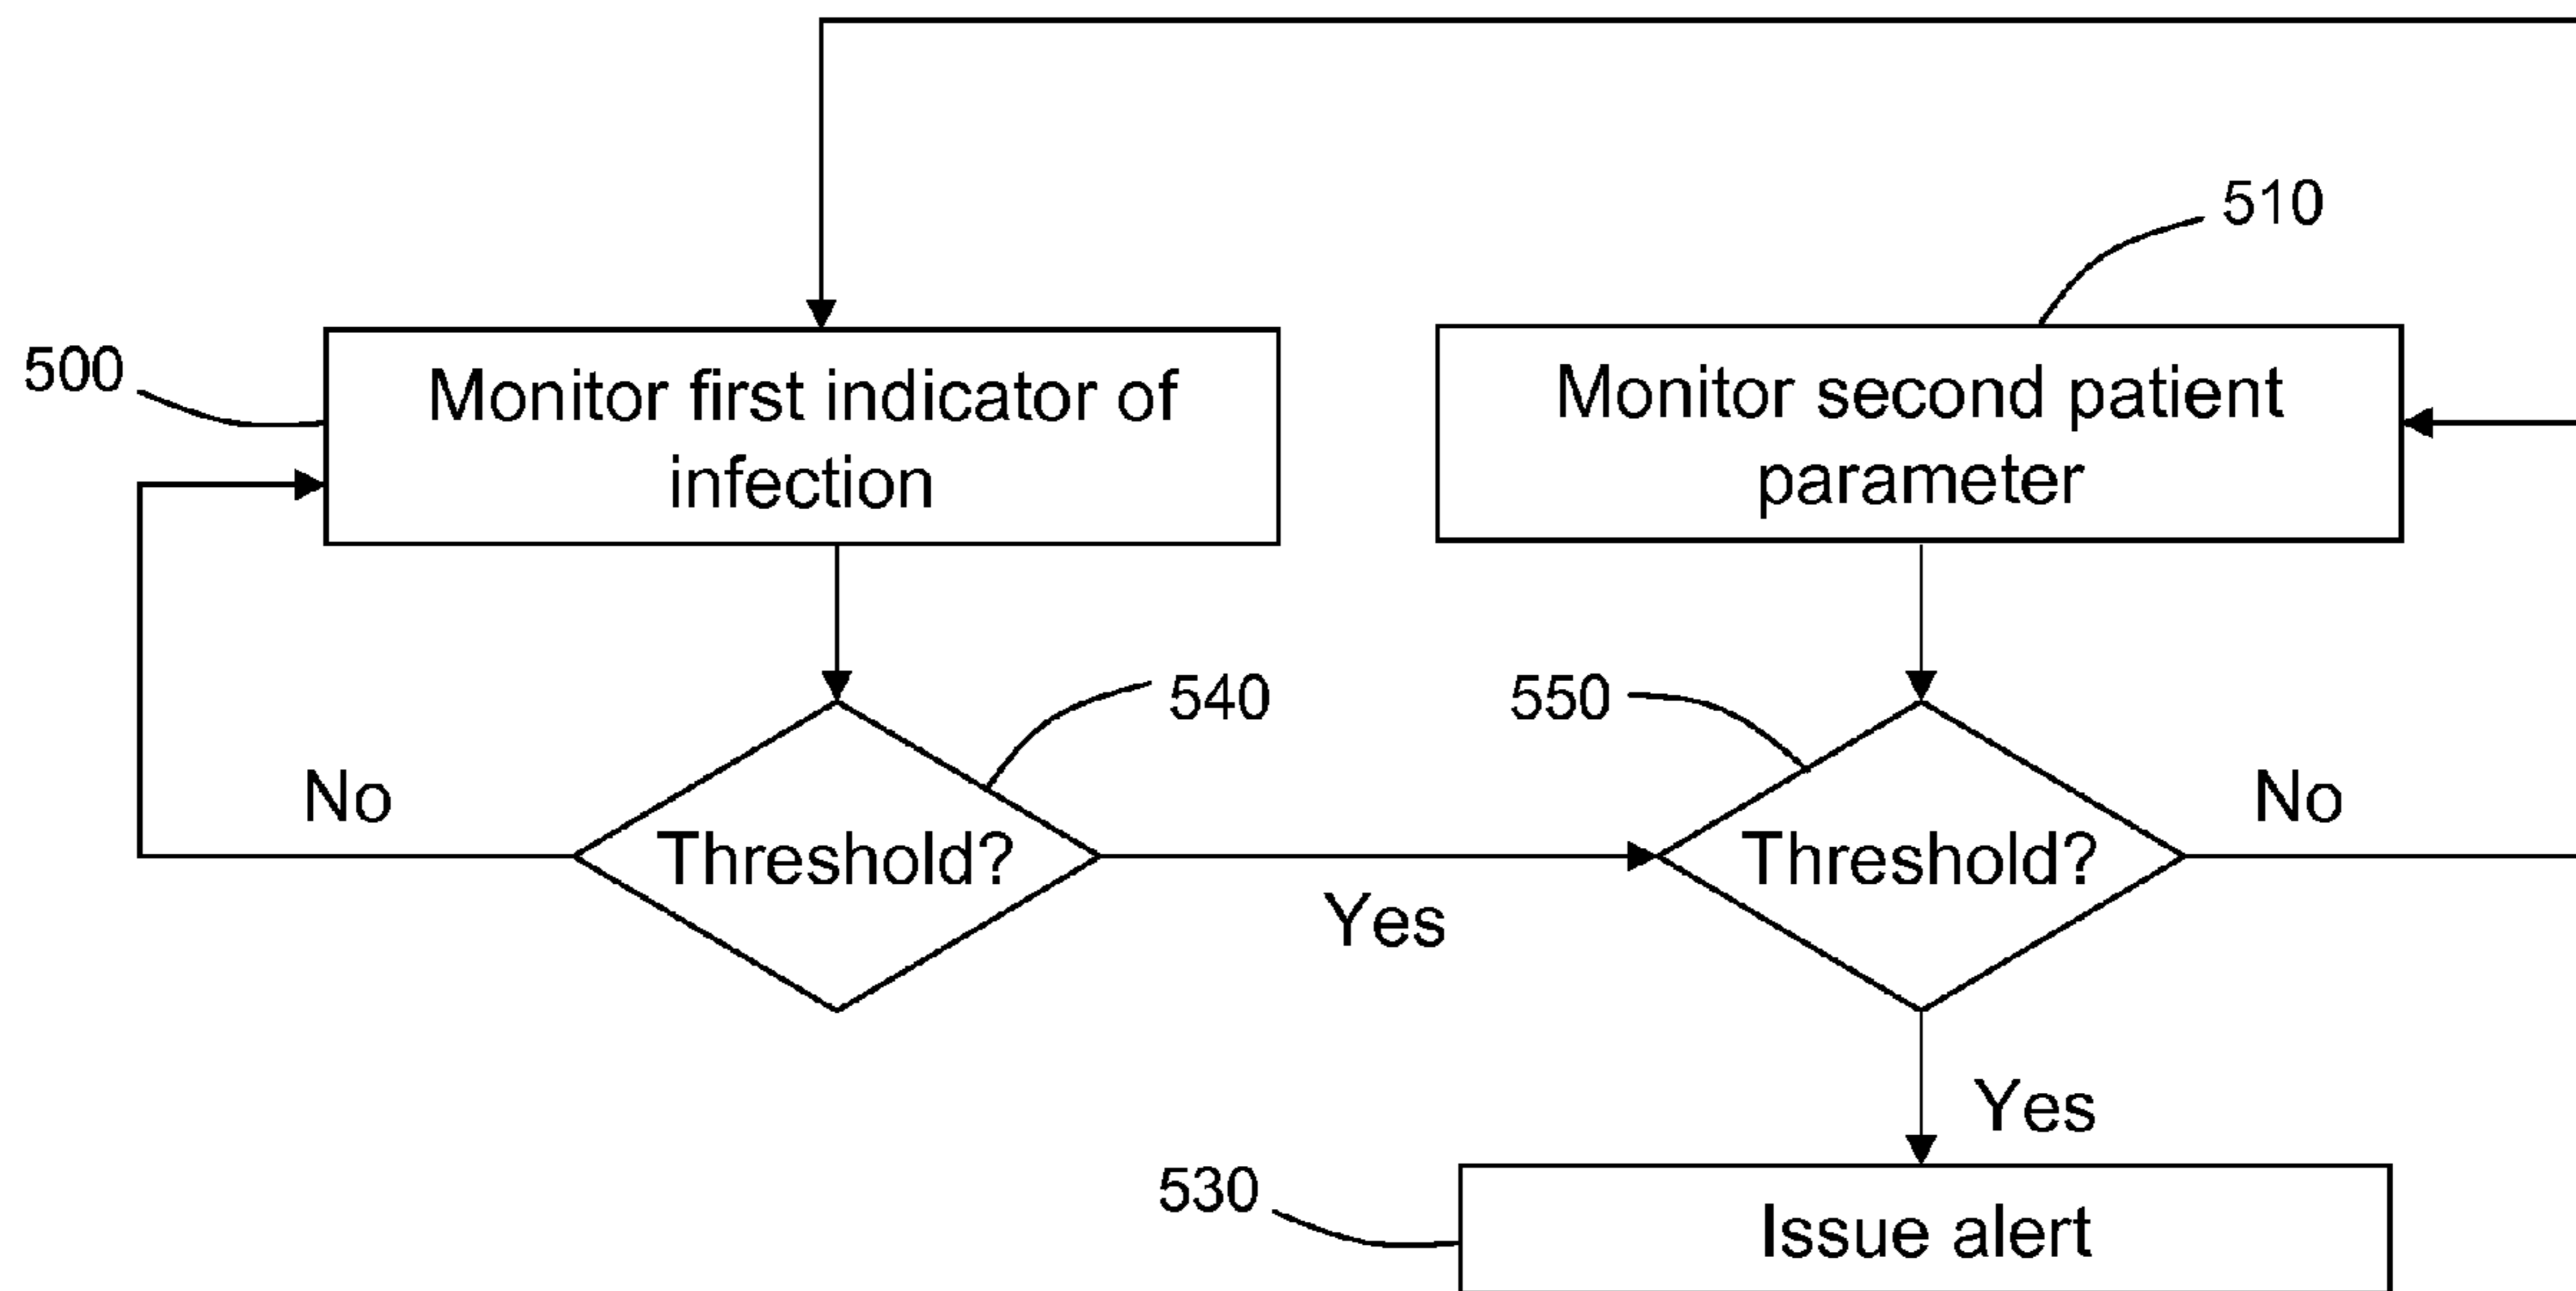 510
500
Monitor first indicator of
infection
Monitor second patient
parameter
540
550
No
Threshold?
Yes
Threshold?
No
Yes
530
Issue alert